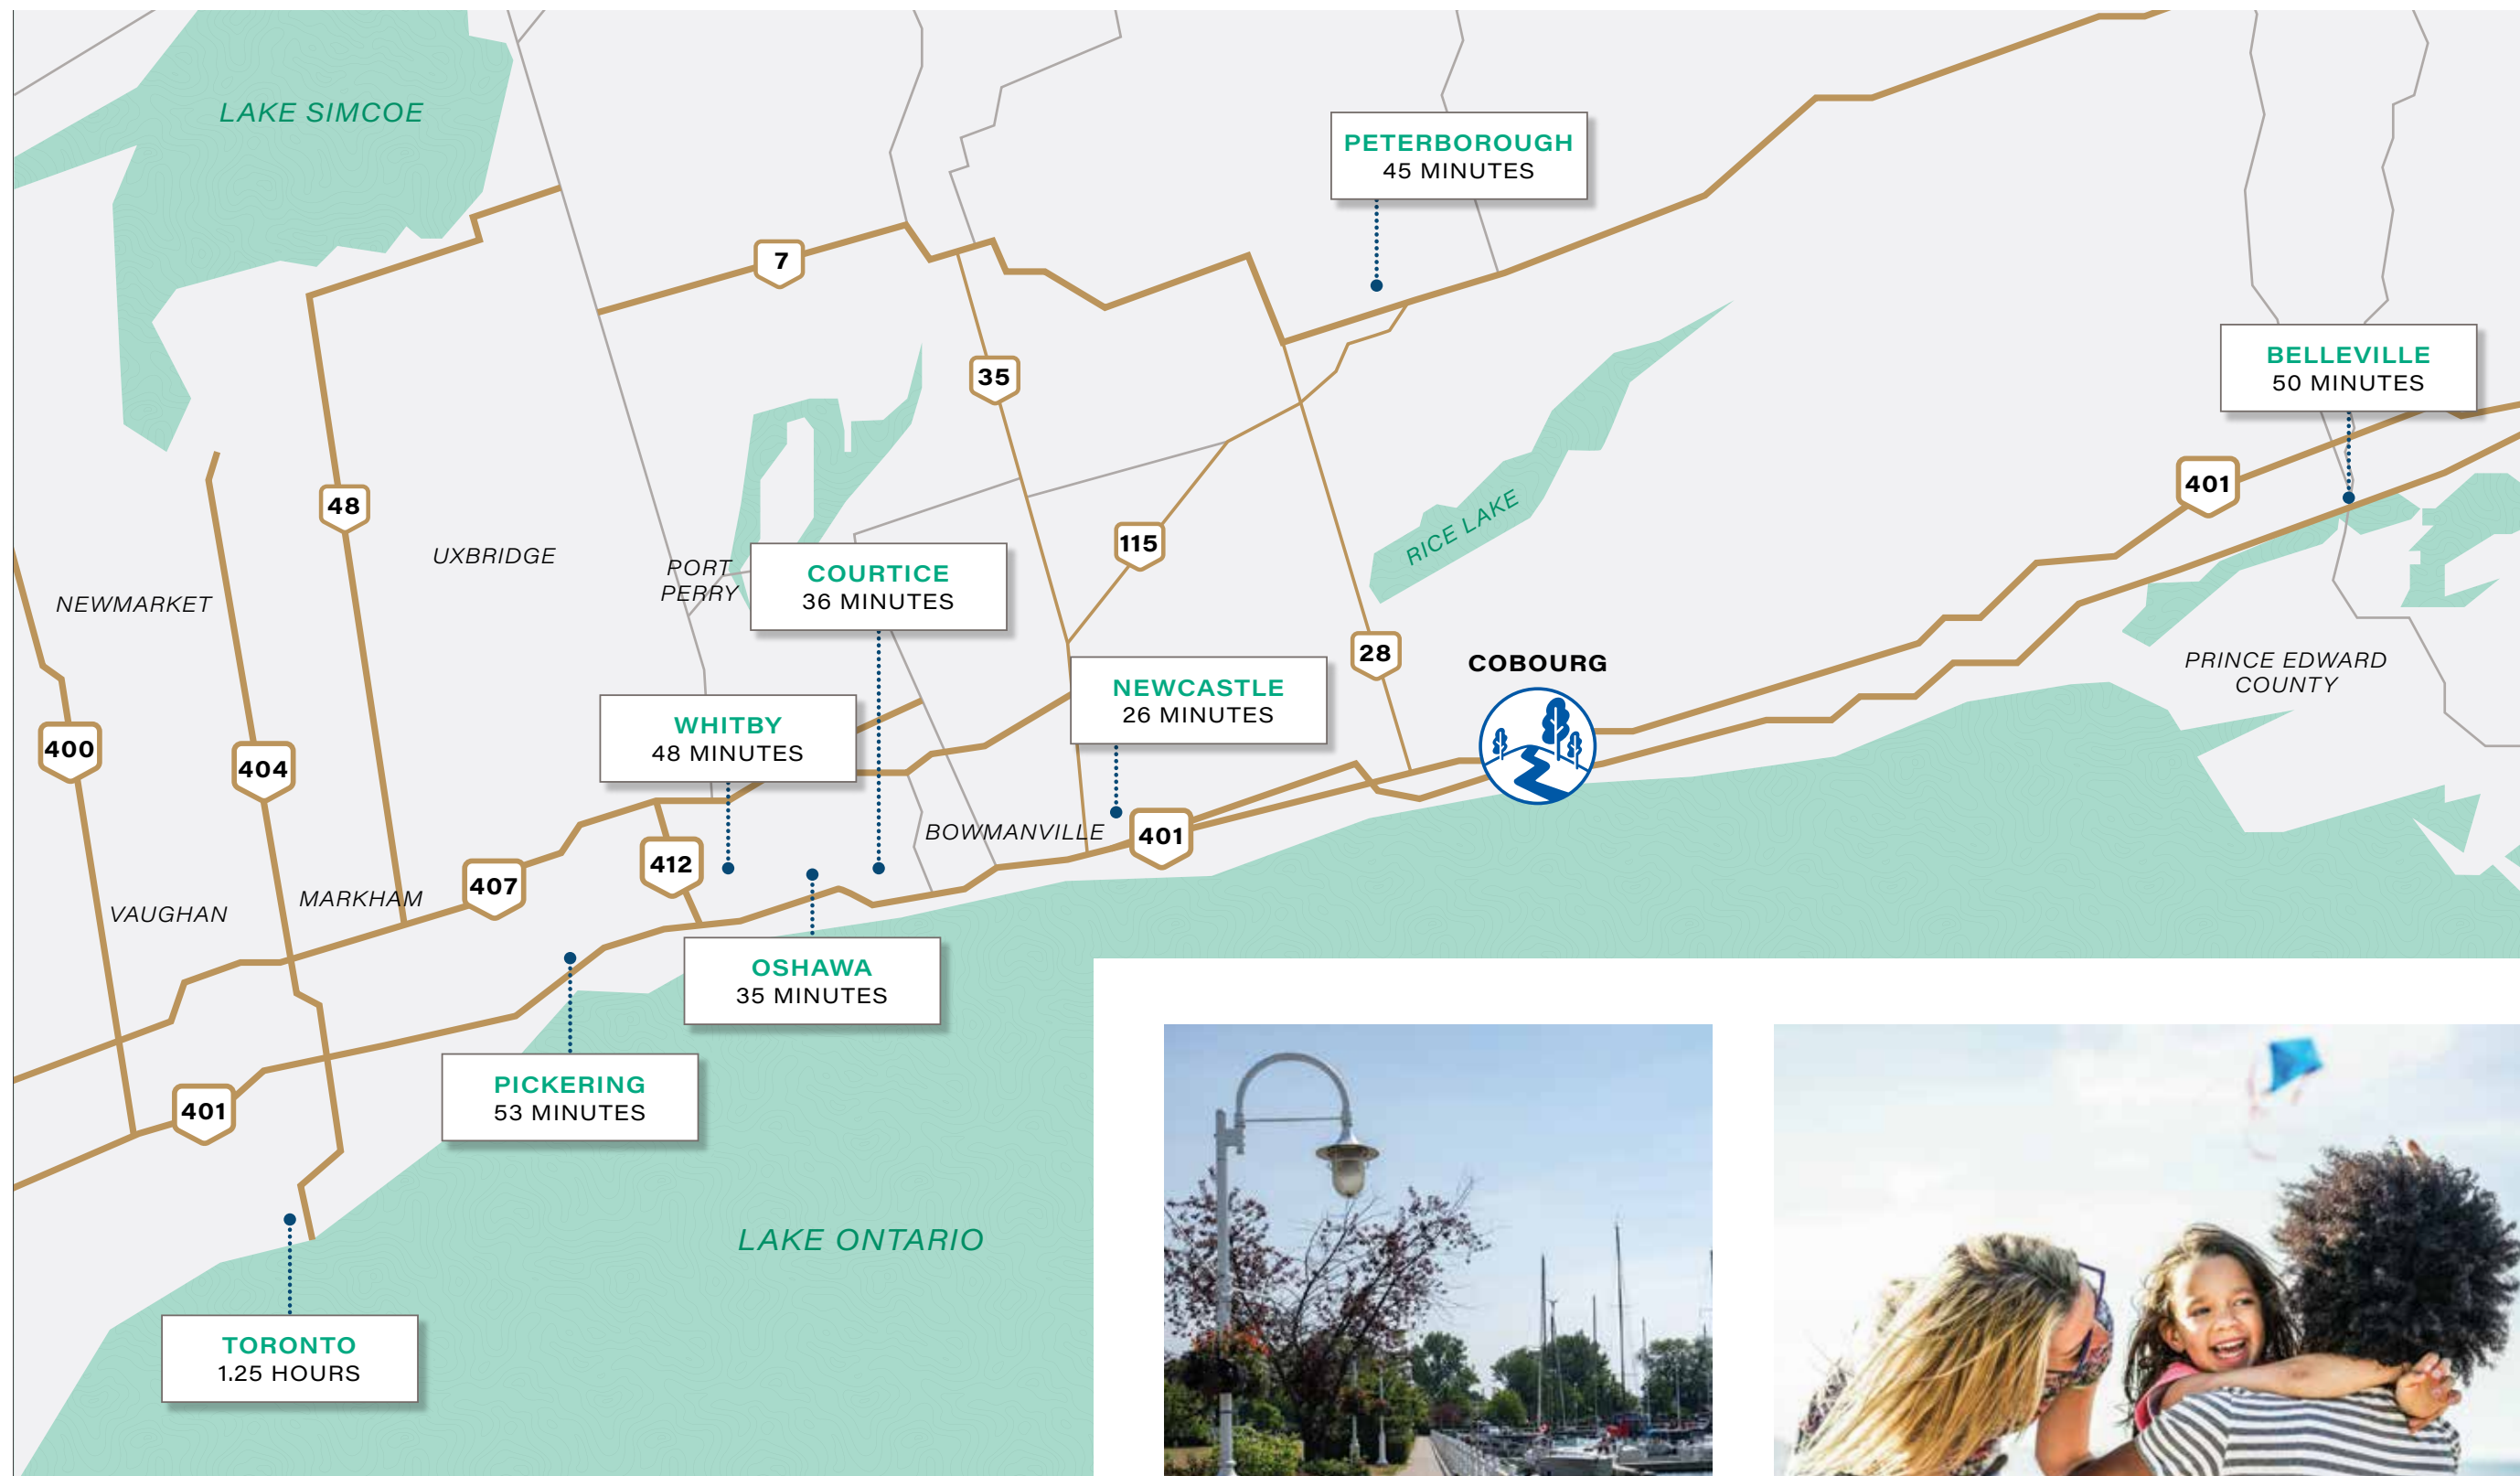 LAKE SIMCOE
PETERBOROUGH
45 MINUTES
7
BELLEVILLE
50 MINUTES
35
401
48
RICE LAKE
115
UXBRIDGE
PORT
PERRY
COURTICE
36 MINUTES
NEWMARKET
28
COBOURG
PRINCE EDWARD
COUNTY
NEWCASTLE
26 MINUTES
WHITBY
48 MINUTES
400
404
BOWMANVILLE
401
412
407
MARKHAM
VAUGHAN
OSHAWA
35 MINUTES
PICKERING
53 MINUTES
401
LAKE ONTARIO
TORONTO
1.25 HOURS